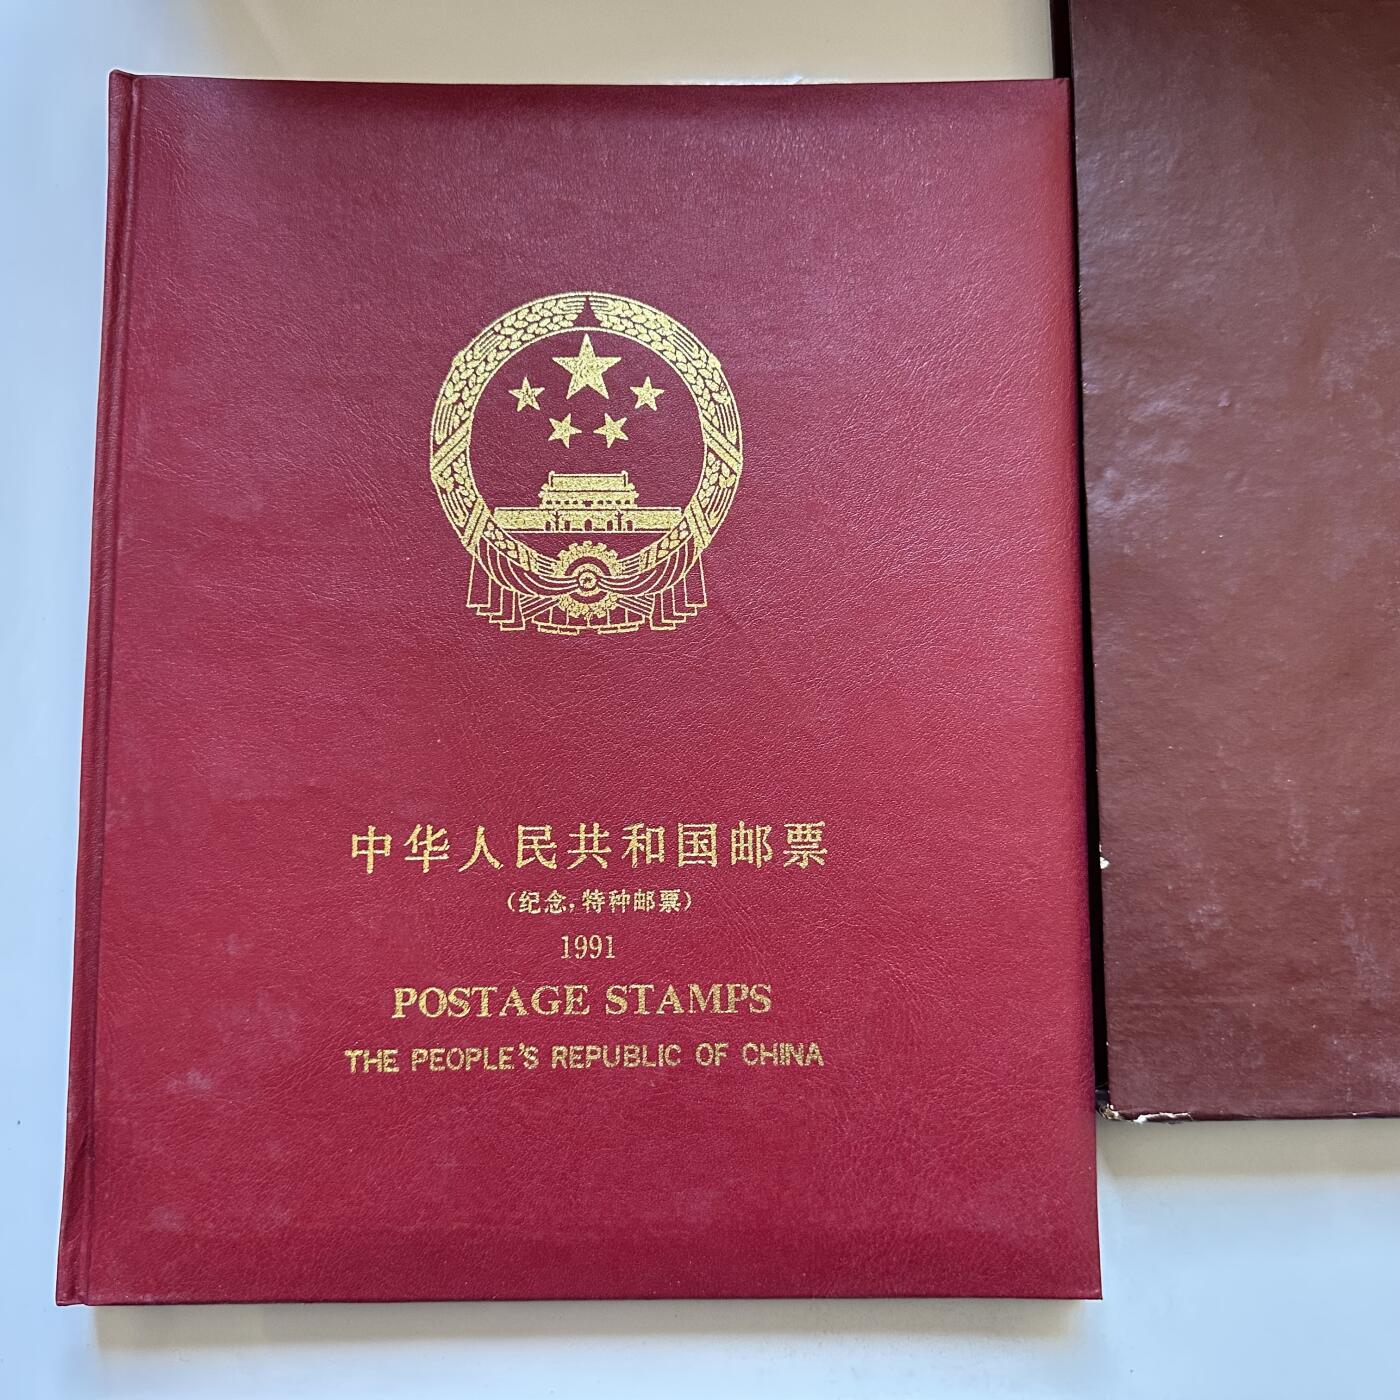 中华人民共和国邮票
（纪念，特种邮票）
1991
POSTAGE STAMPS
THE PEOPLE'S REPUBLIC OF CHINA